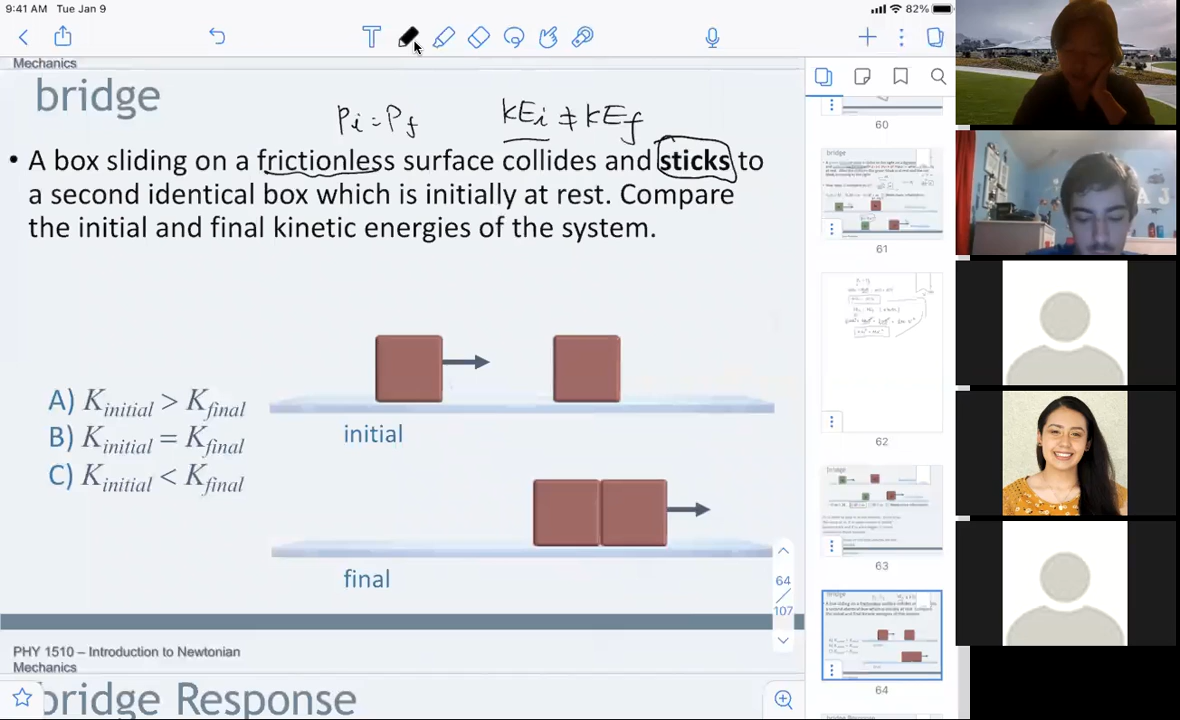 9:41 AM Tue Jan 9
82%
T
Mechanics
bridge
Pi = Pf
KEi ≠ KEf
• A box sliding on a frictionless surface collides and sticks to
a second identical box which is initially at rest. Compare
the initial and final kinetic energies of the system.
A) Kinitial > Kfinal
B) Kinitial = Kfinal
C) Kinitial < Kfinal
initial
final
64
107
PHY 1510 – Introduction to Newtonian
Mechanics
bridge Response
60
61
62
63
64
A J